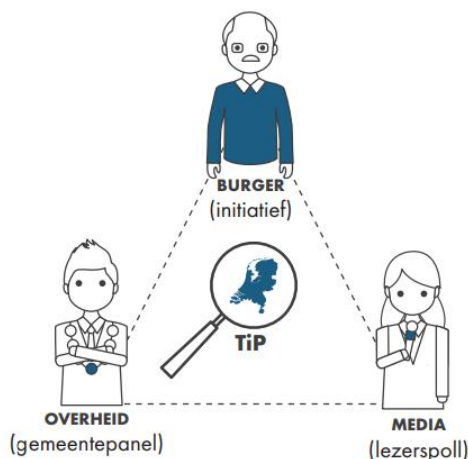 BURGER
(initiatief)
TiP
OVERHEID
(gemeentepanel)
MEDIA
(lezerspoll)